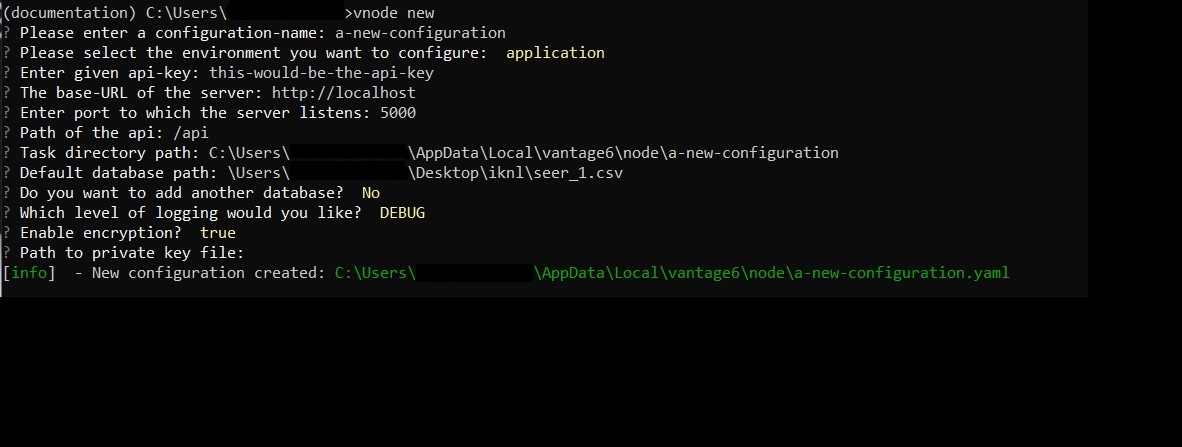 (documentation) C:\Users\ >vnode new
? Please enter a configuration-name: a-new-configuration
? Please select the environment you want to configure:  application
? Enter given api-key: this-would-be-the-api-key
? The base-URL of the server: http://localhost
? Enter port to which the server listens: 5000
? Path of the api: /api
? Task directory path: C:\Users\ \AppData\Local\vantage6\node\a-new-configuration
? Default database path: \Users\ \Desktop\iknl\seer_1.csv
? Do you want to add another database?  No
? Which level of logging would you like?  DEBUG
? Enable encryption?  true
? Path to private key file:
[info]  - New configuration created: C:\Users\ \AppData\Local\vantage6\node\a-new-configuration.yaml